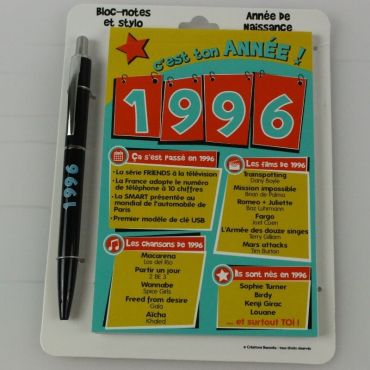 Bloc-notes
et stylo
Année de
Naissance
C'est ton ANNÉE !
1996
1996
Ça s'est passé en 1996
- La série FRIENDS à la télévision
- La France adopte le numéro
de téléphone à 10 chiffres
- La SMART présentée au
mondial de l'automobile de
Paris
- Premier modèle de clé USB
Les films de 1996
Trainspotting
Dany Boyle
Mission impossible
Brian de Palma
Romeo + Juliette
Baz Luhrmann
Fargo
Joel Coen
L'Armée des douze singes
Terry Gilliam
Mars attacks
Tim Burton
Les chansons de 1996
Macarena
Los del Rio
Partir un jour
2 BE 3
Wannabe
Spice Girls
Freed from desire
Gala
Aïcha
Khaled
Ils sont nés en 1996
Sophie Turner
Birdy
Kenji Girac
Louane
... et surtout TOI !